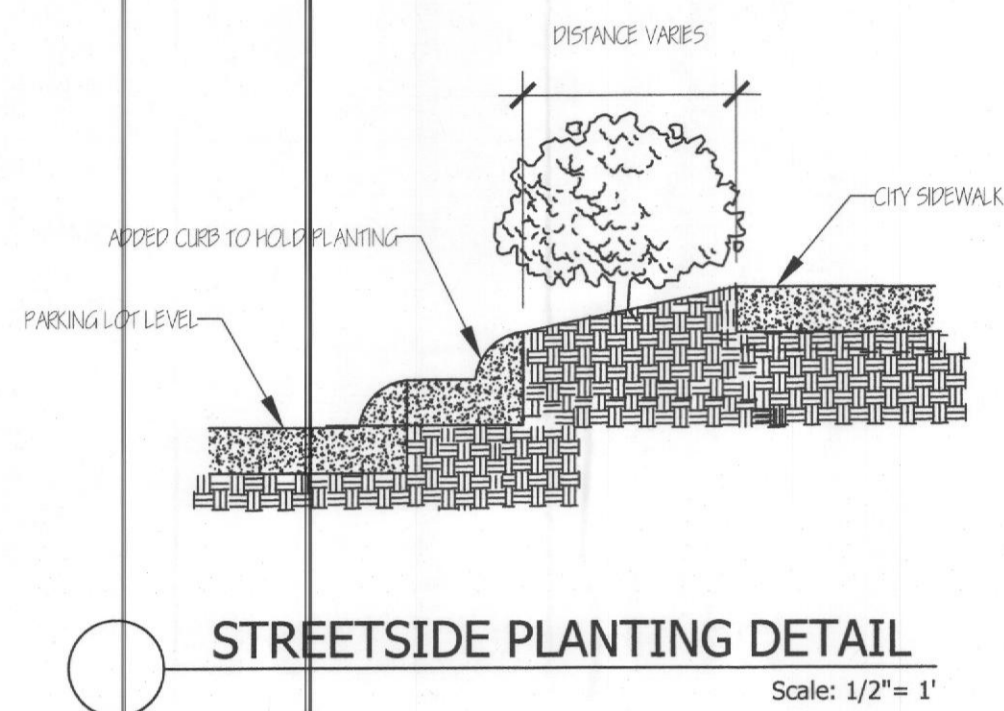 DISTANCE VARIES
CITY SIDEWALK
ADDED CURB TO HOLD PLANTING
PARKING LOT LEVEL
STREETSIDE PLANTING DETAIL
Scale: 1/2"= 1'